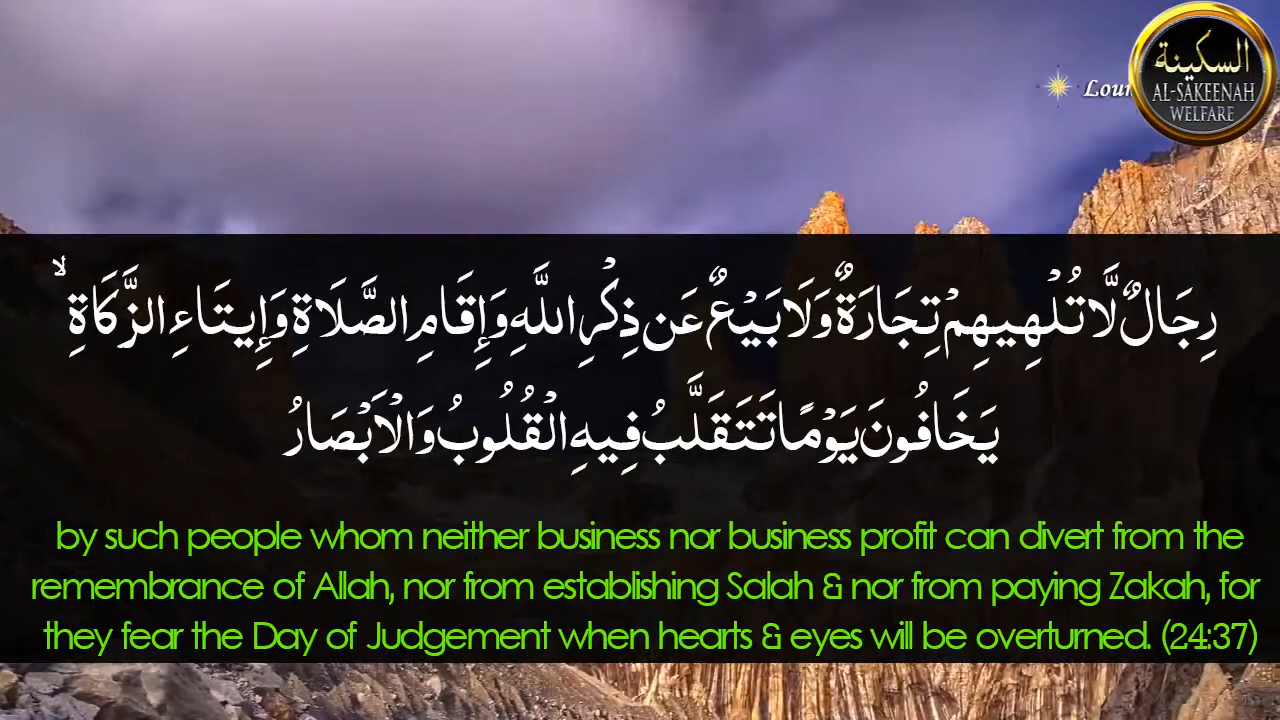 السكينة
AL-SAKEENAH
WELFARE
رِجَالٌ لَّا تُلْهِيهِمْ تِجَارَةٌ وَلَا بَيْعٌ عَن ذِكْرِ اللَّهِ وَإِقَامِ الصَّلَاةِ وَإِيتَاءِ الزَّكَاةِ ۙ
يَخَافُونَ يَوْمًا تَتَقَلَّبُ فِيهِ الْقُلُوبُ وَالْاَبْصَارُ
by such people whom neither business nor business profit can divert from the
remembrance of Allah, nor from establishing Salah & nor from paying Zakah, for
they fear the Day of Judgement when hearts & eyes will be overturned. (24:37)